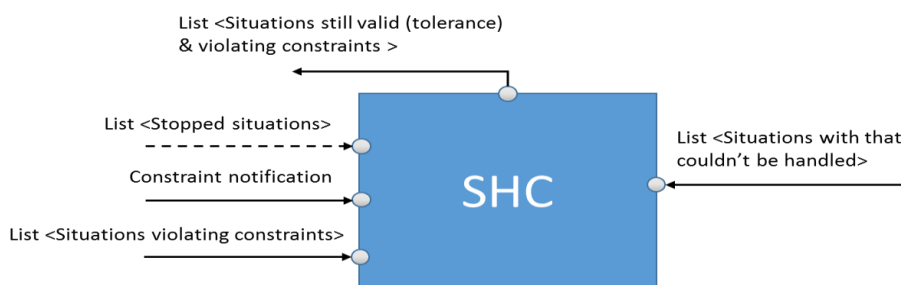 List <Situations still valid (tolerance)
& violating constraints >
List <Stopped situations>
Constraint notification
List <Situations violating constraints>
SHC
List <Situations with that
couldn't be handled>